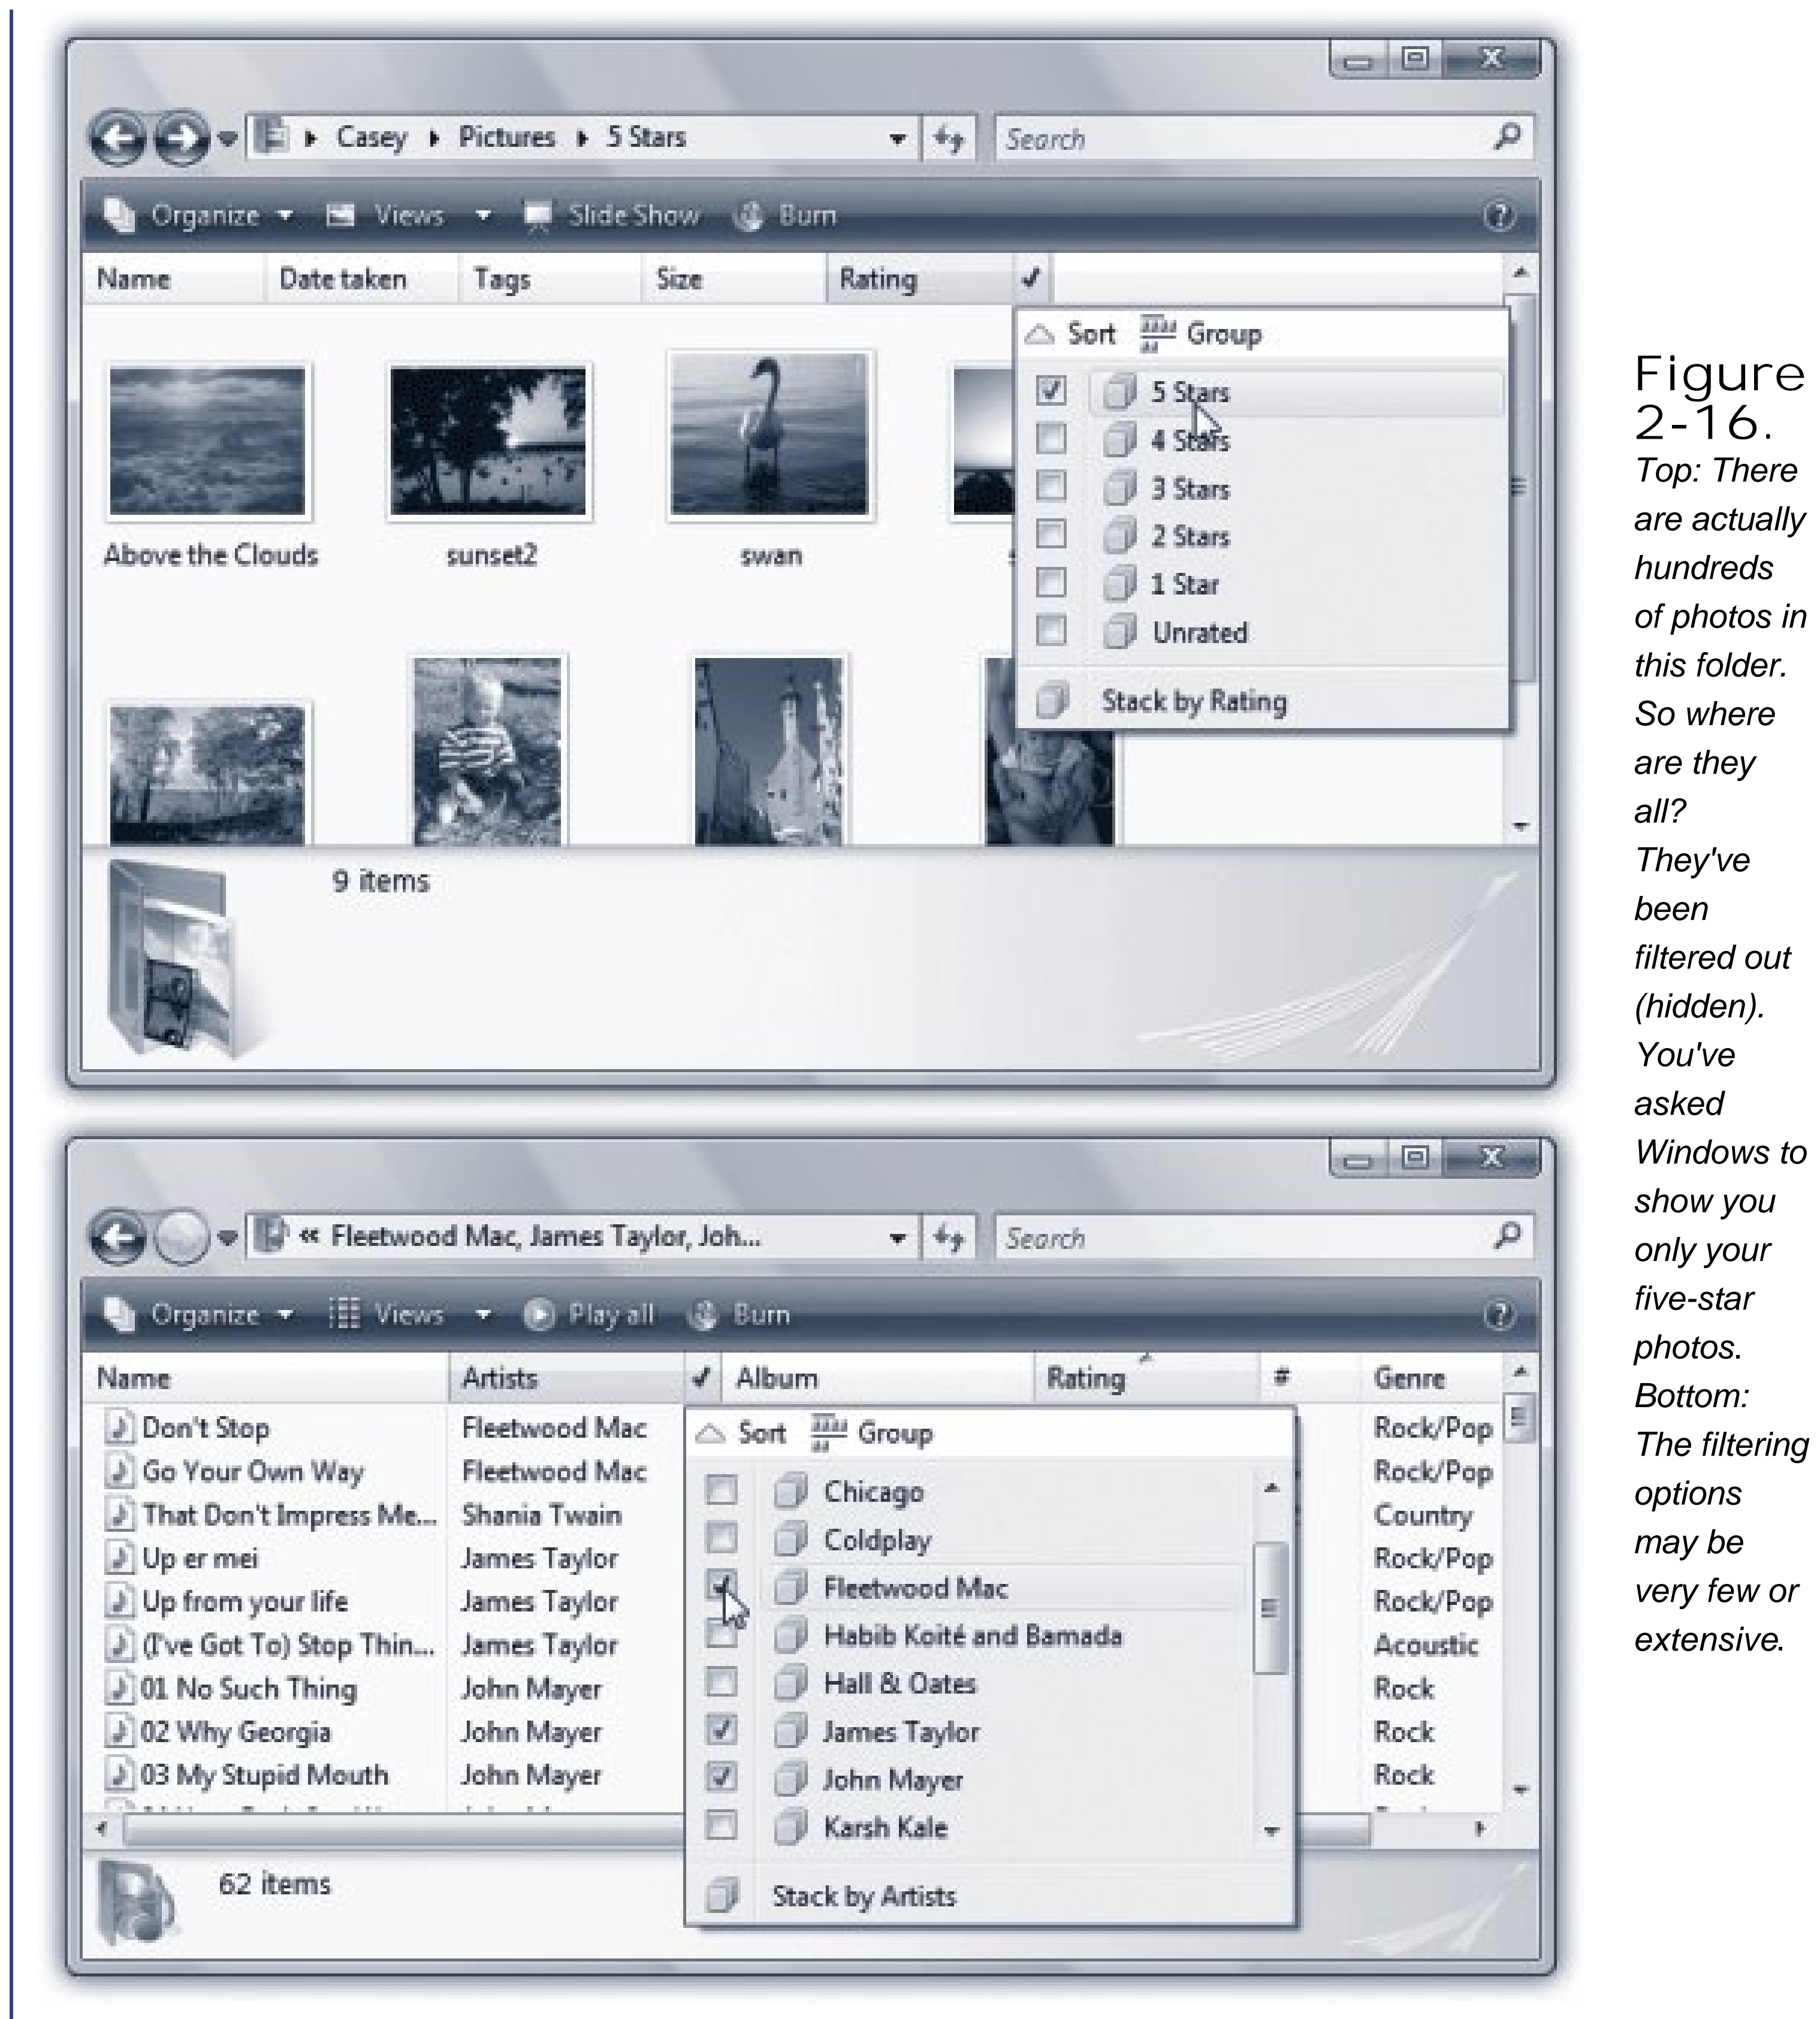 Casey Pictures 5 Stars
Search
Organize Views Slide Show Burn
Name Date taken Tags Size Rating
Sort Group
5 Stars
4 Stars
3 Stars
2 Stars
1 Star
Unrated
Stack by Rating
Above the Clouds sunset2 swan
9 items
« Fleetwood Mac, James Taylor, Joh...
Search
Organize Views Play all Burn
Name Artists Album Rating # Genre
Don't Stop Fleetwood Mac Rock/Pop
Go Your Own Way Fleetwood Mac Rock/Pop
That Don't Impress Me... Shania Twain Country
Up er mei James Taylor Rock/Pop
Up from your life James Taylor Rock/Pop
(I've Got To) Stop Thin... James Taylor Acoustic
01 No Such Thing John Mayer Rock
02 Why Georgia John Mayer Rock
03 My Stupid Mouth John Mayer Rock
Sort Group
Chicago
Coldplay
Fleetwood Mac
Habib Koité and Bamada
Hall & Oates
James Taylor
John Mayer
Karsh Kale
Stack by Artists
62 items
Figure
2-16.
Top: There
are actually
hundreds
of photos in
this folder.
So where
are they
all?
They've
been
filtered out
(hidden).
You've
asked
Windows to
show you
only your
five-star
photos.
Bottom:
The filtering
options
may be
very few or
extensive.